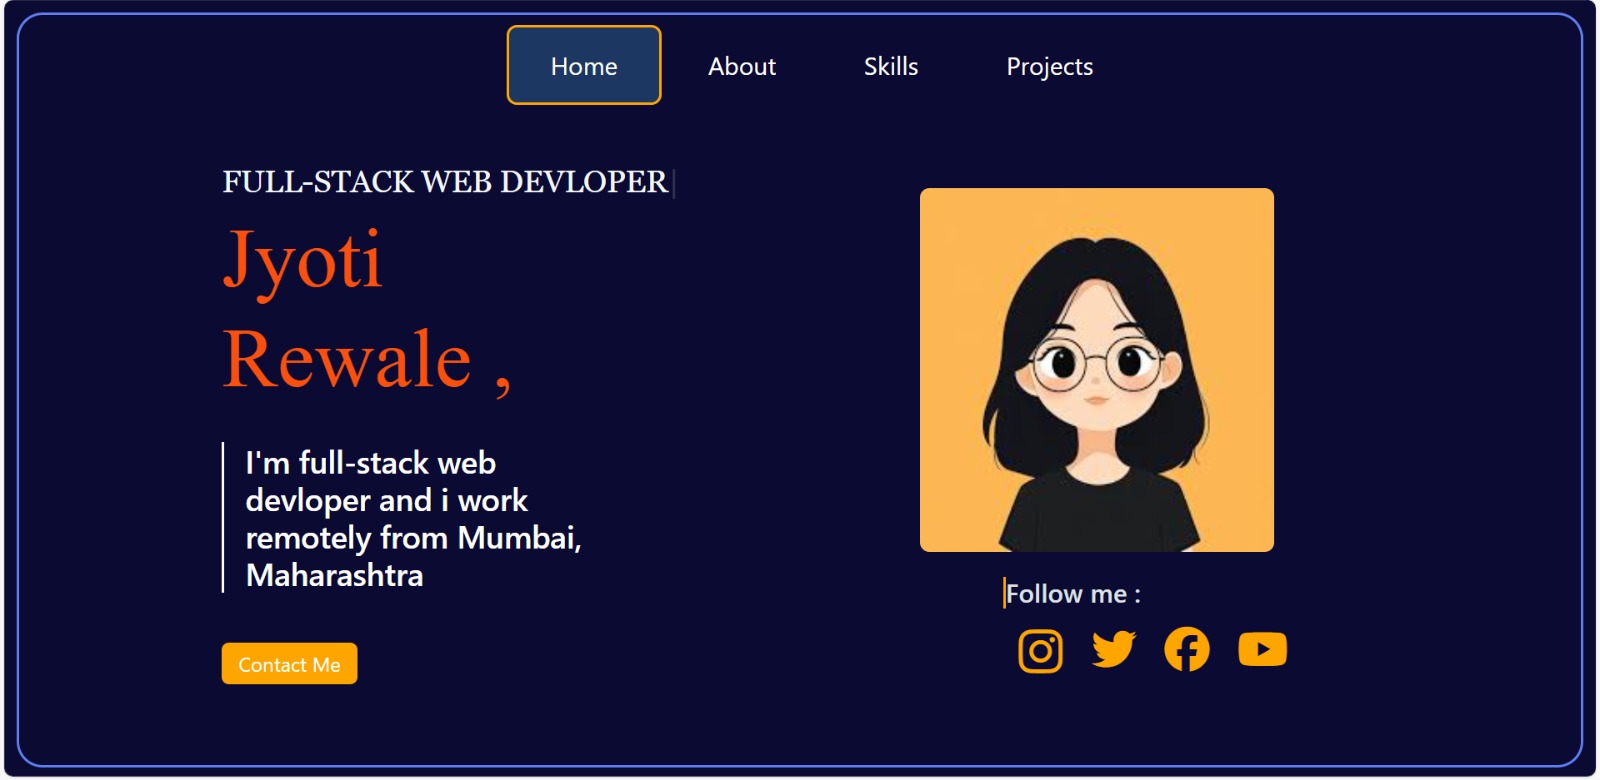 Home
About
Skills
Projects
FULL-STACK WEB DEVLOPER
Jyoti
Rewale ,
I'm full-stack web
devloper and i work
remotely from Mumbai,
Maharashtra
Contact Me
Follow me :